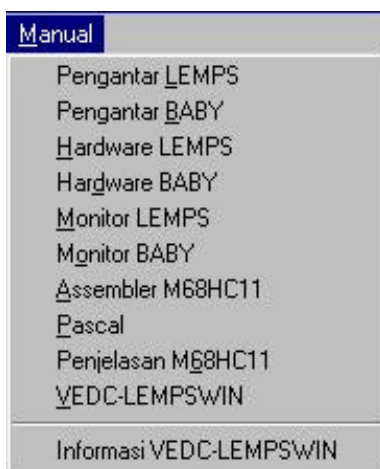 Manual
Pengantar LEMPS
Pengantar BABY
Hardware LEMPS
Hardware BABY
Monitor LEMPS
Monitor BABY
Assembler M68HC11
Pascal
Penjelasan M68HC11
VEDC-LEMPSWIN
Informasi VEDC-LEMPSWIN